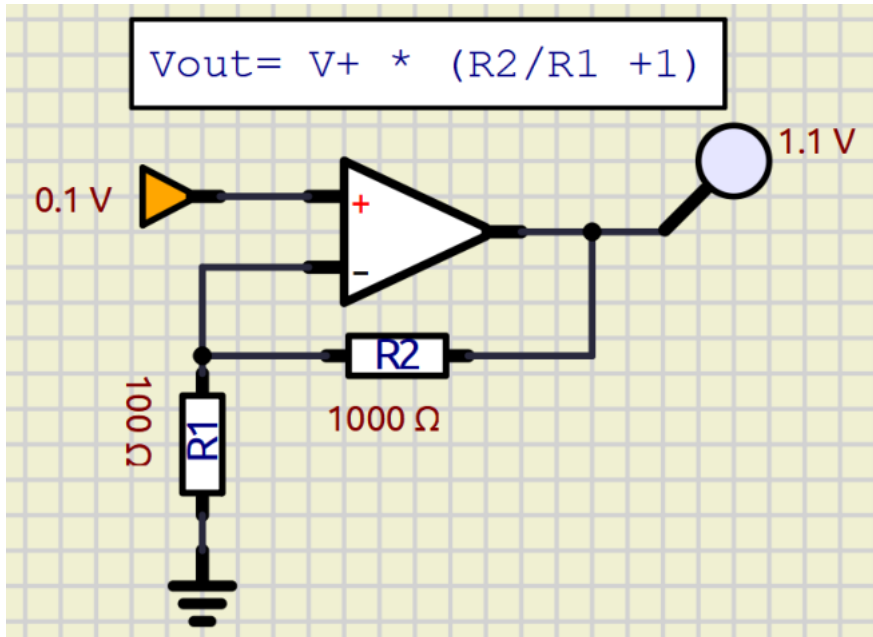 Vout= V+ * (R2/R1 +1)
1.1 V
0.1 V
+
-
R2
1000 Ω
100 Ω
R1